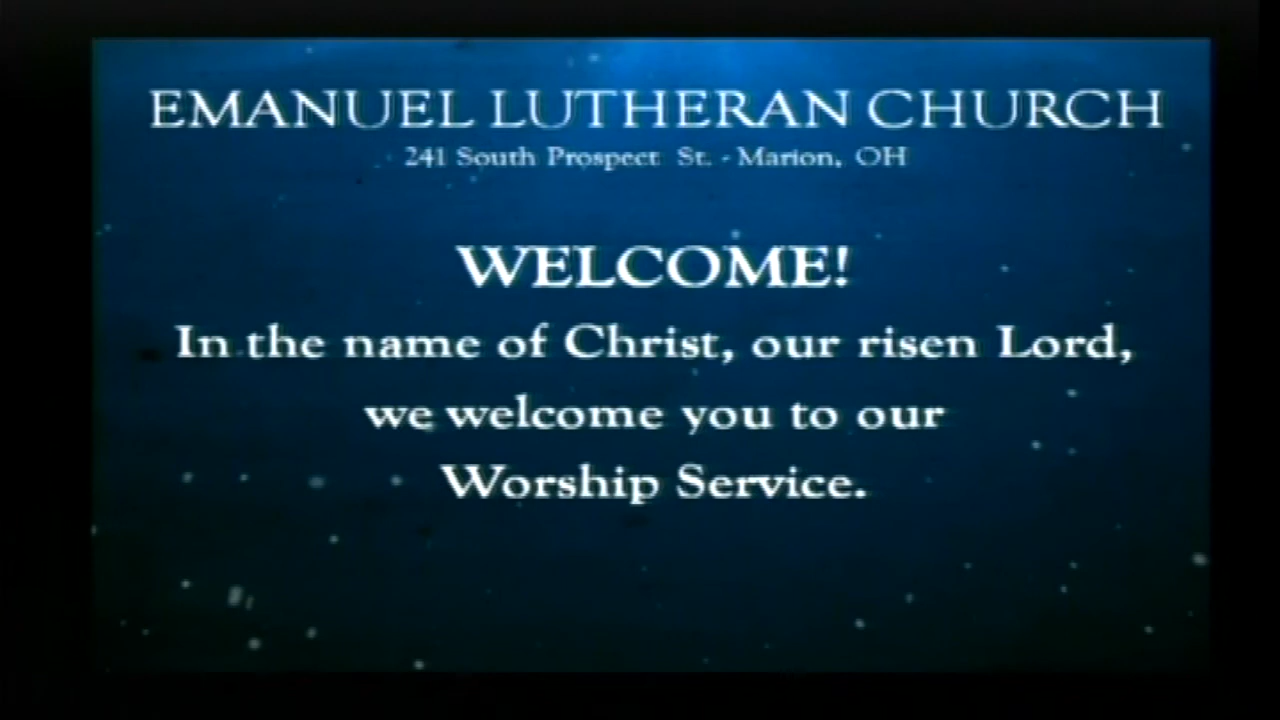 EMANUEL LUTHERAN CHURCH
241 South Prospect St. - Marion, OH
WELCOME!
In the name of Christ, our risen Lord,
we welcome you to our
Worship Service.